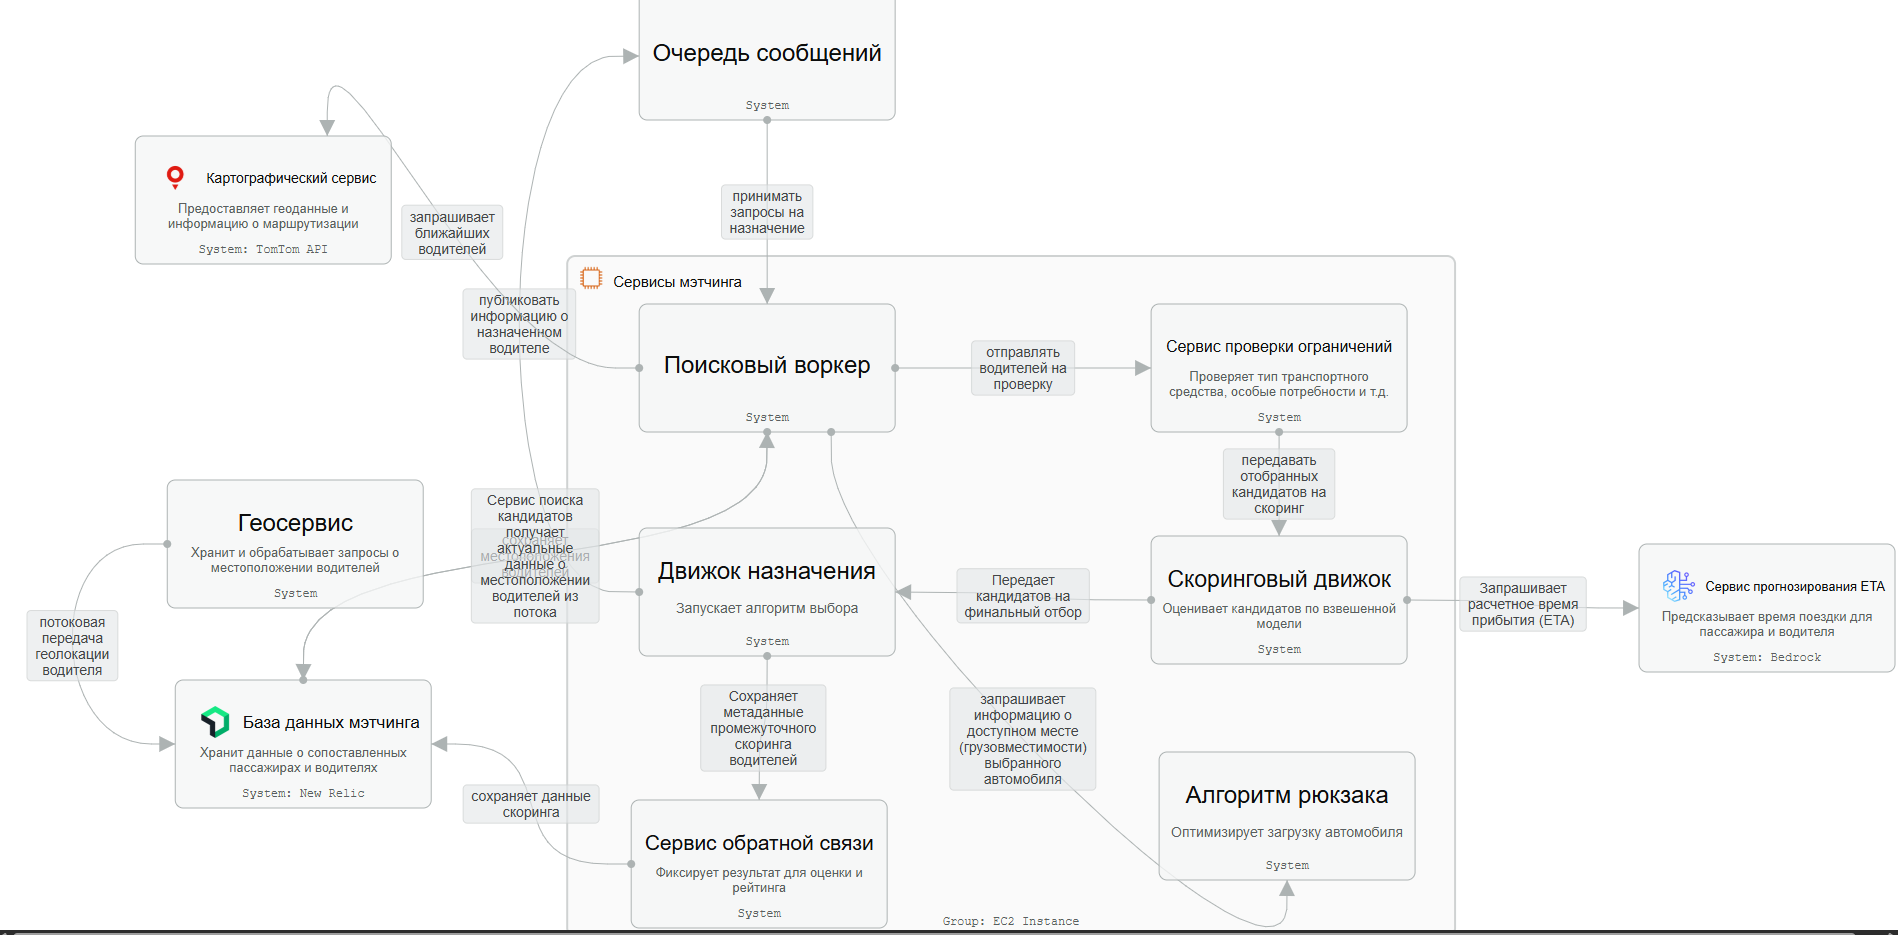 Очередь сообщений
System
Картографический сервис
Предоставляет геоданные и
информацию о маршрутизации
System: TomTom API
запрашивает
ближайших
водителей
принимать
запросы на
назначение
публиковать
информацию о
назначенном
водителе
Сервисы мэтчинга
Поисковый воркер
System
отправлять
водителей на
проверку
Сервис проверки ограничений
Проверяет тип транспортного
средства, особые потребности и т.д.
System
передавать
отобранных
кандидатов на
скоринг
Геосервис
Хранит и обрабатывает запросы о
местоположении водителей
System
Сервис поиска
кандидатов
получает
актуальные
данные о
местоположении
водителей из
потока
сохраняет
местоположения
водителей
Движок назначения
Запускает алгоритм выбора
System
Передает
кандидатов на
финальный отбор
Скоринговый движок
Оценивает кандидатов по взвешенной
модели
System
Запрашивает
расчетное время
прибытия (ETA)
Сервис прогнозирования ETA
Предсказывает время поездки для
пассажира и водителя
System: Bedrock
потоковая
передача
геолокации
водителя
База данных мэтчинга
Хранит данные о сопоставленных
пассажирах и водителях
System: New Relic
Сохраняет
метаданные
промежуточного
скоринга
водителей
запрашивает
информацию о
доступном месте
(грузовместимости)
выбранного
автомобиля
сохраняет данные
скоринга
Алгоритм рюкзака
Оптимизирует загрузку автомобиля
System
Сервис обратной связи
Фиксирует результат для оценки и
рейтинга
System
Group: EC2 Instance